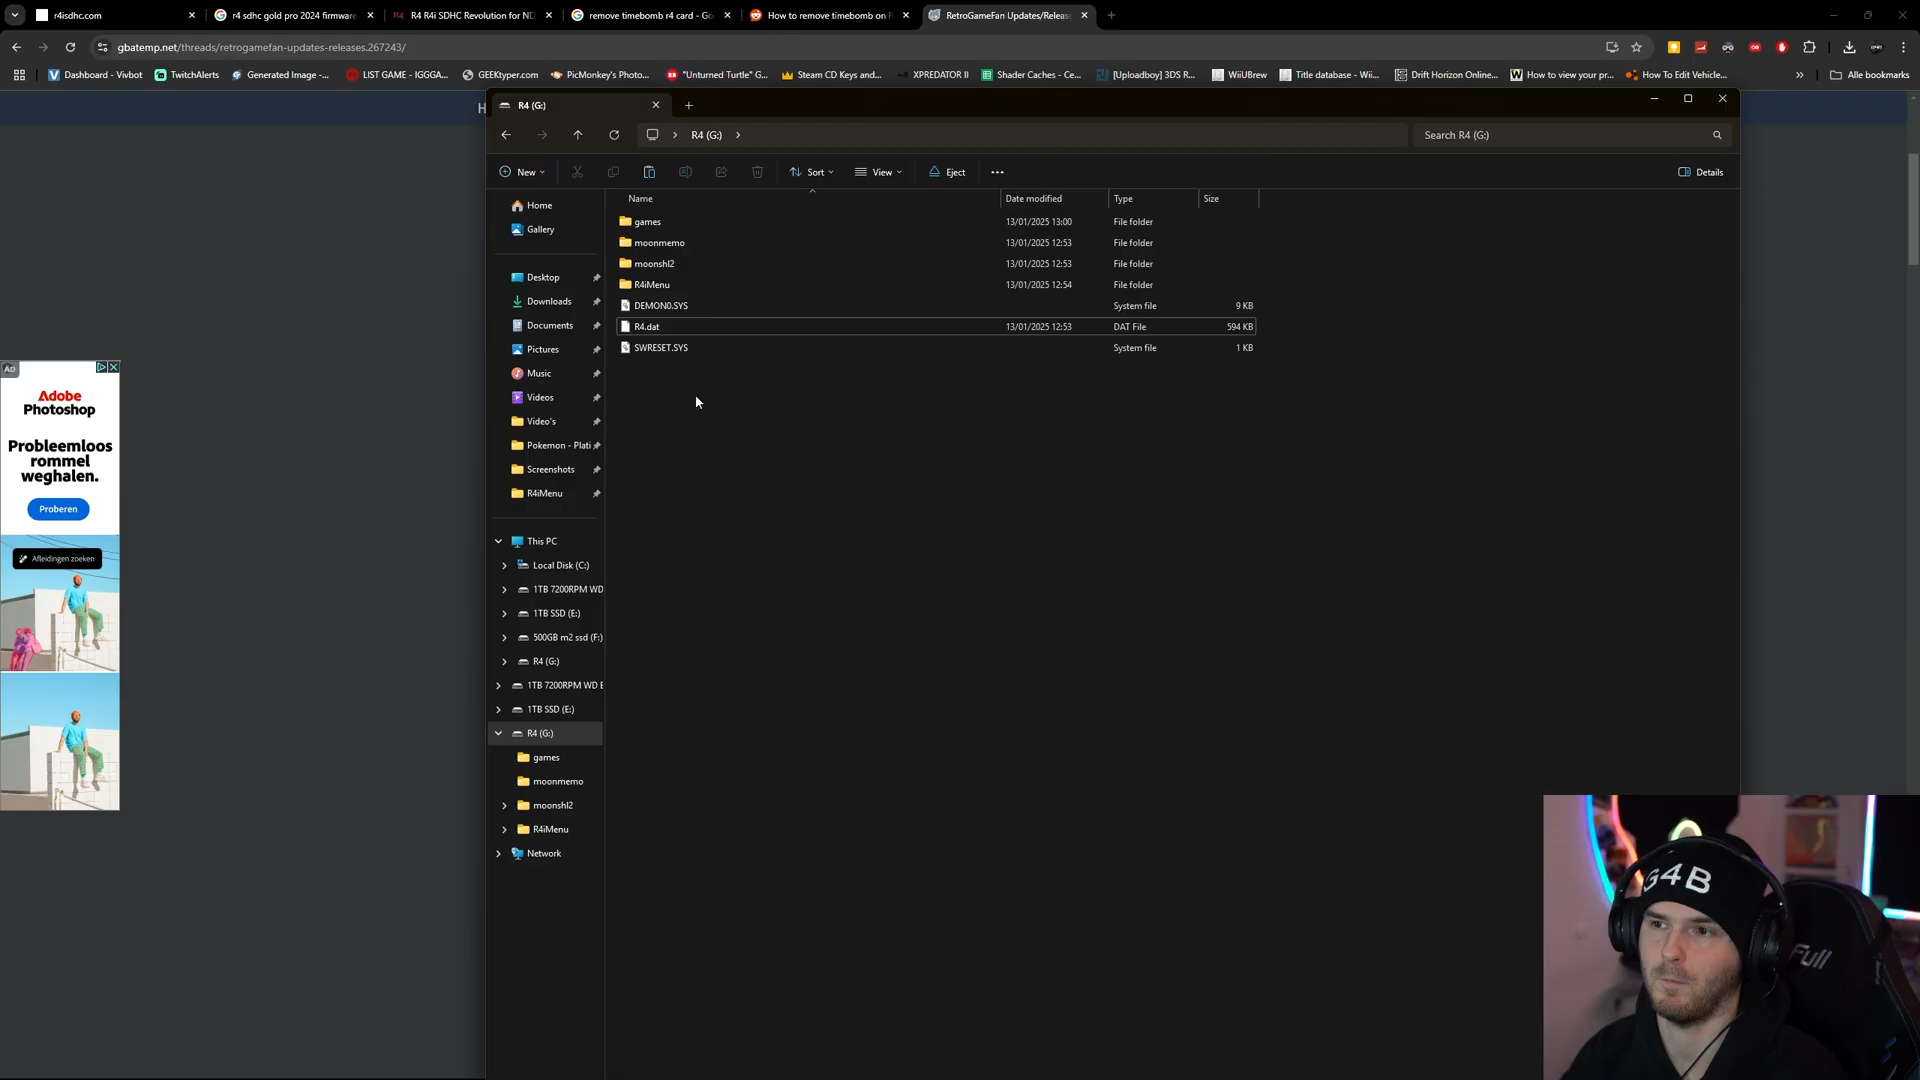 r4isdhc.com
r4 sdhc gold pro 2024 firmware
R4 R4i SDHC Revolution for ND
remove timebomb r4 card - Go
How to remove timebomb on
RetroGameFan Updates/Releas
gbatemp.net/threads/retrogamefan-updates-releases.267243/
Dashboard - Vivbot
TwitchAlerts
Generated Image -...
LIST GAME - IGGGA...
GEEKtyper.com
PicMonkey's Photo...
"Unturned Turtle" G...
Steam CD Keys and...
XPREDATOR II
Shader Caches - Ce...
[Uploadboy] 3DS R...
WiiUBrew
Title database - Wii...
Drift Horizon Online...
How to view your pr...
How To Edit Vehicle...
All bookmarks
H
R4 (G:)
R4 (G:)
Search R4 (G:)
New
Sort
View
Eject
Details
Name
Date modified
Type
Size
games
13/01/2025 13:00
File folder
moonmemo
13/01/2025 12:53
File folder
moonshl2
13/01/2025 12:53
File folder
R4iMenu
13/01/2025 12:54
File folder
DEMON0.SYS
System file
9 KB
R4.dat
13/01/2025 12:53
DAT File
594 KB
SWRESET.SYS
System file
1 KB
Home
Gallery
Desktop
Downloads
Documents
Pictures
Music
Videos
Video's
Pokemon - Plati
Screenshots
R4iMenu
This PC
Local Disk (C:)
1TB 7200RPM WD
1TB SSD (E:)
500GB m2 ssd (F:)
R4 (G:)
1TB 7200RPM WD E
1TB SSD (E:)
R4 (G:)
games
moonmemo
moonshl2
R4iMenu
Network
AD
Adobe
Photoshop
Probleemloos
rommel
weghalen.
Proberen
Afleidingen zoeken
G4B
Full